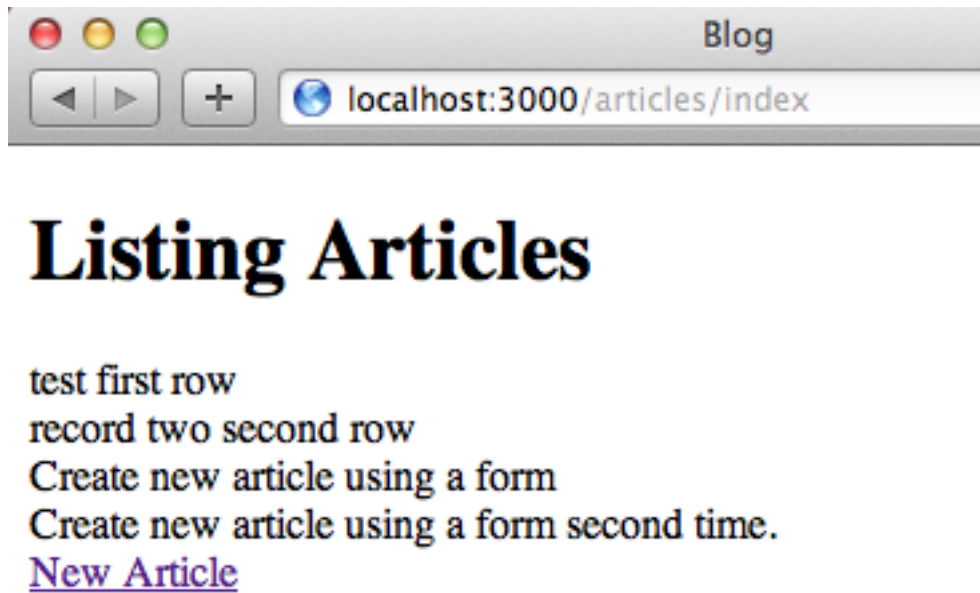 Blog
localhost:3000/articles/index
Listing Articles
test first row
record two second row
Create new article using a form
Create new article using a form second time.
New Article